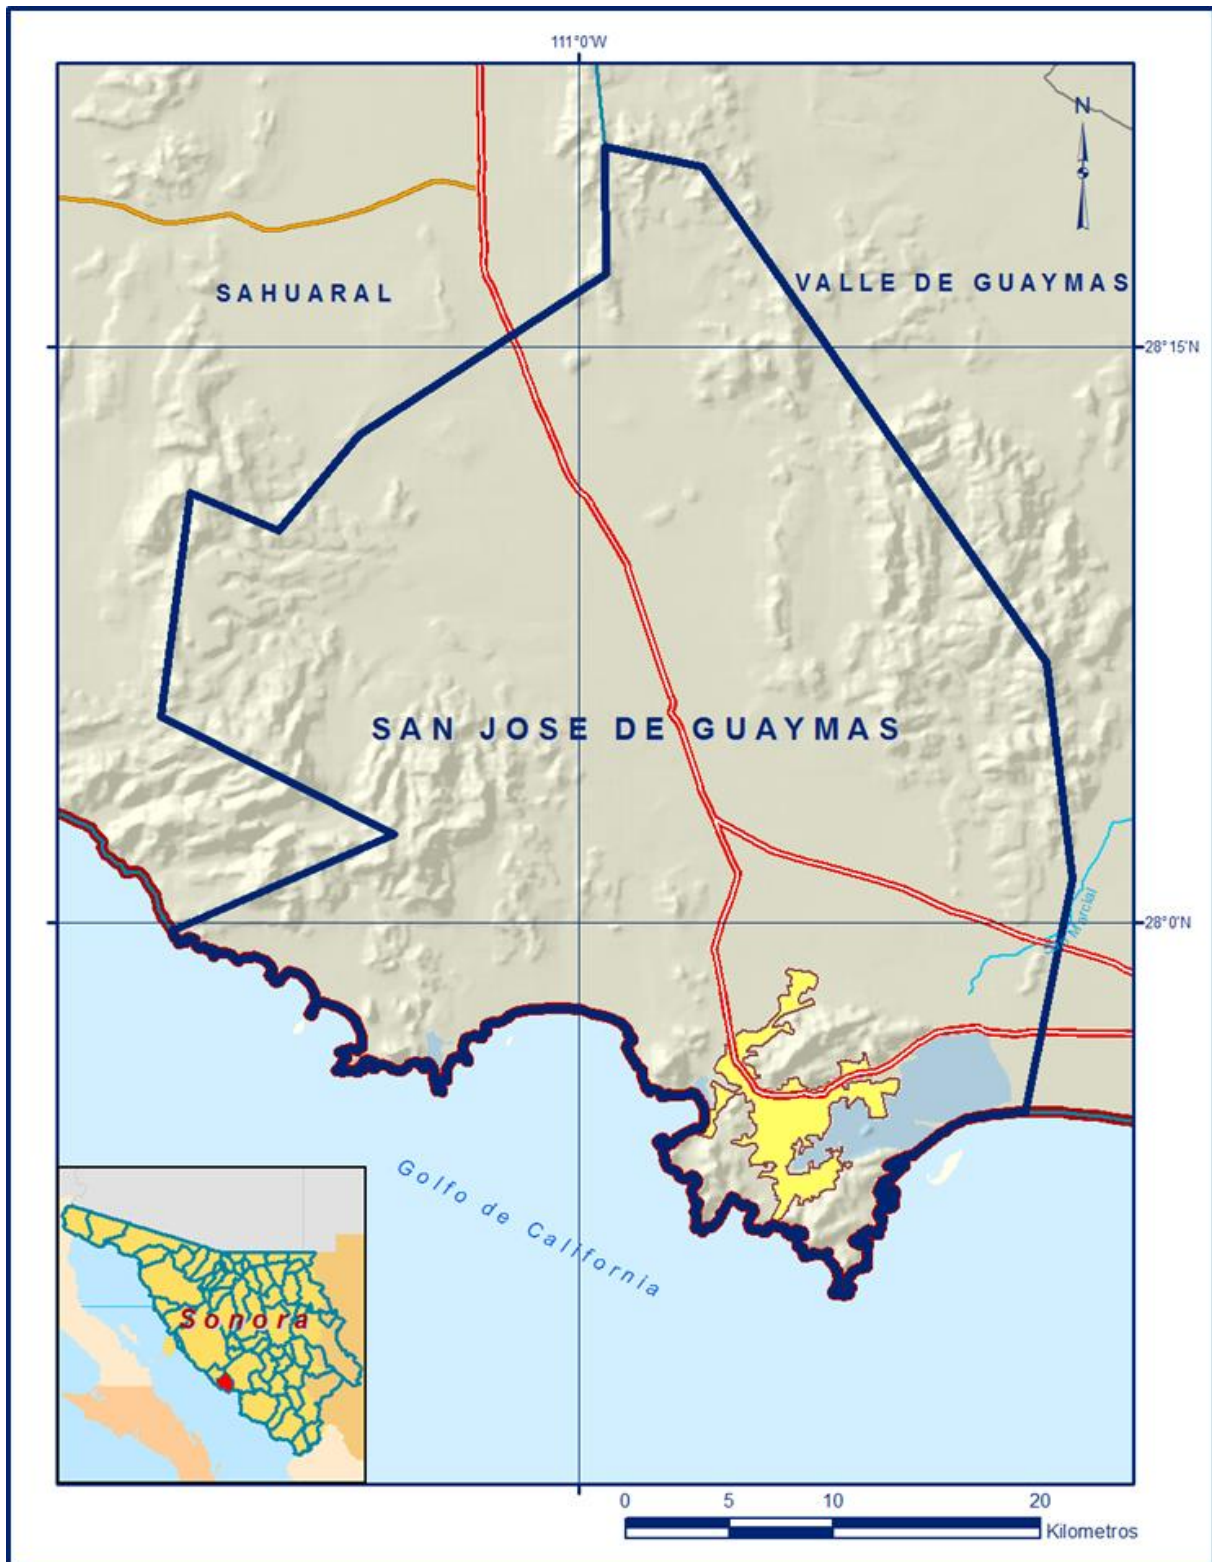 111°0'W
N
SAHUARAL
VALLE DE GUAYMAS
28°15'N
SAN JOSE DE GUAYMAS
Marcial
28°0'N
Golfo de California
Sonora
0 5 10 20
Kilometros